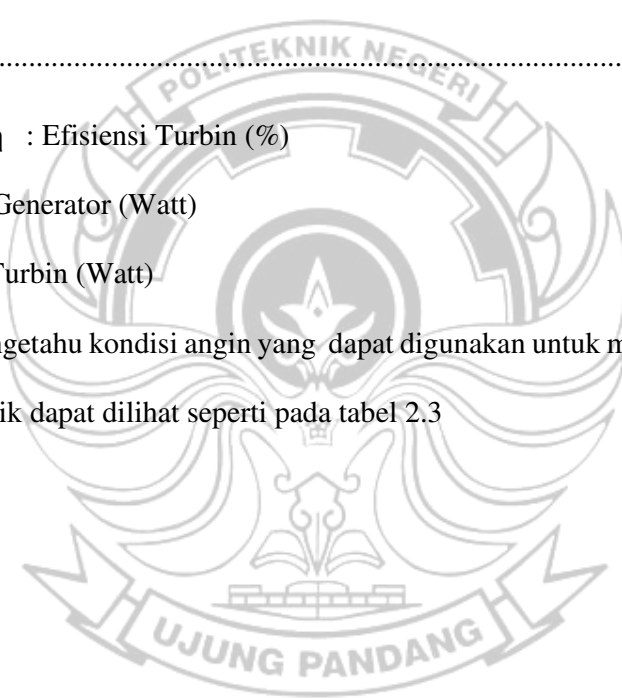 POLITEKNIK NEGERI
: Efisiensi Turbin (%)
Generator (Watt)
Turbin (Watt)
ngetahu kondisi angin yang dapat digunakan untuk m
ik dapat dilihat seperti pada tabel 2.3
UJUNG PANDANG